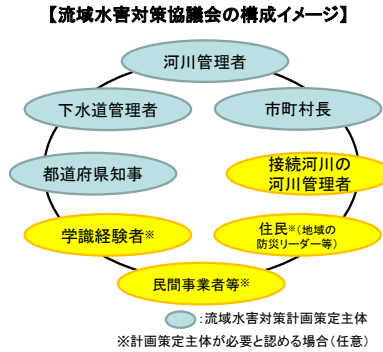 【流域水害対策協議会の構成イメージ】
河川管理者
下水道管理者
市町村長
都道府県知事
接続河川の
河川管理者
学識経験者※
住民※(地域の
防災リーダー等)
民間事業者等※
:流域水害対策計画策定主体
※計画策定主体が必要と認める場合(任意)